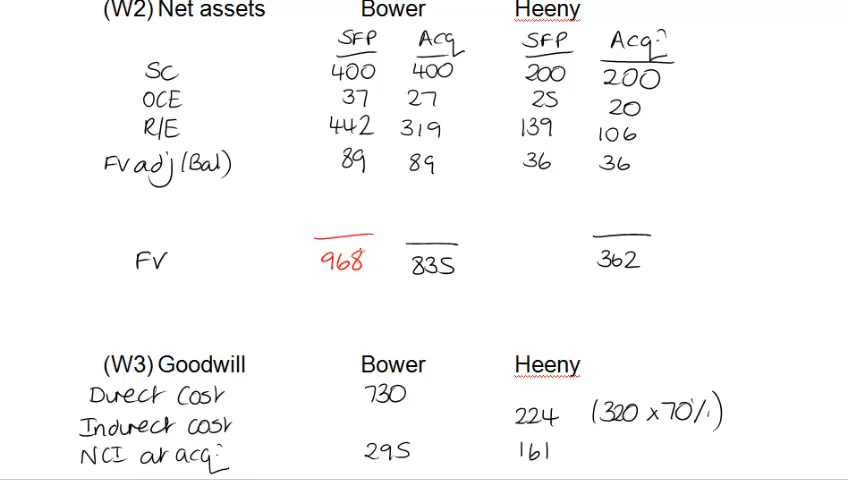 (W2) Net assets Bower Heeny
SFP Acq SFP Acq:
SC 400 400 200 200
OCE 37 27 25 20
R/E 442 319 139 106
FV adj (Bal) 89 89 36 36
FV 968 835 362
(W3) Goodwill Bower Heeny
Direct Cost 730
Indirect cost 224 (320 x 70%)
NCI at acq: 295 161